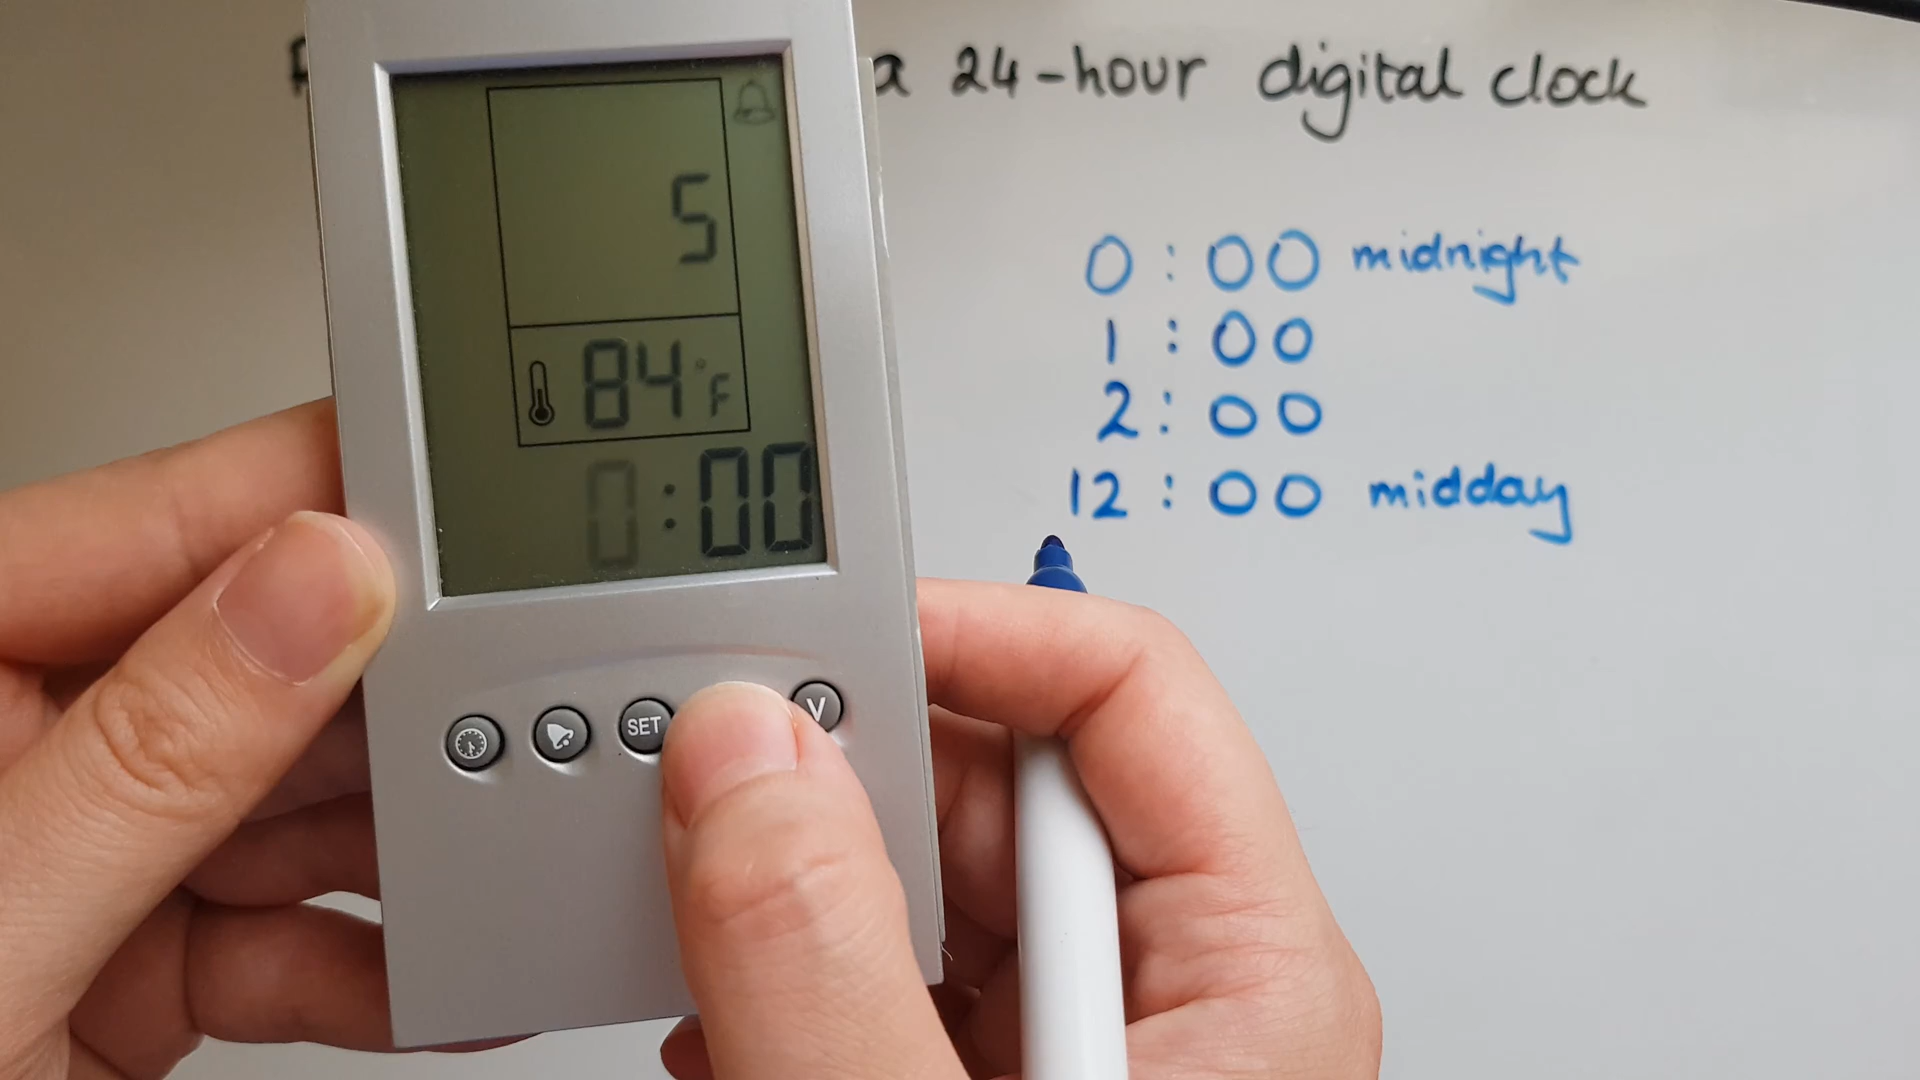 a 24-hour digital clock
5
84°F
0:00
SET V
0:00 midnight
1:00
2:00
12:00 midday